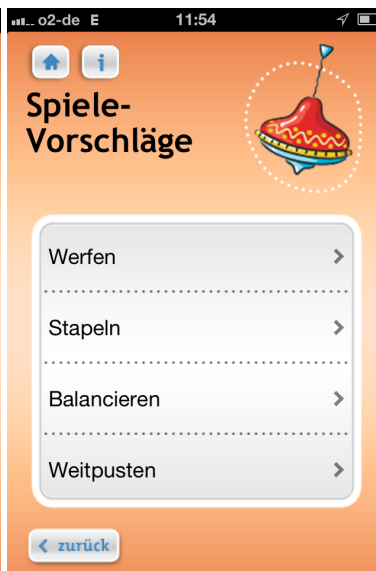 o2-de E 11:54
i
Spiele-
Vorschläge
Werfen
Stapeln
Balancieren
Weitpusten
zurück